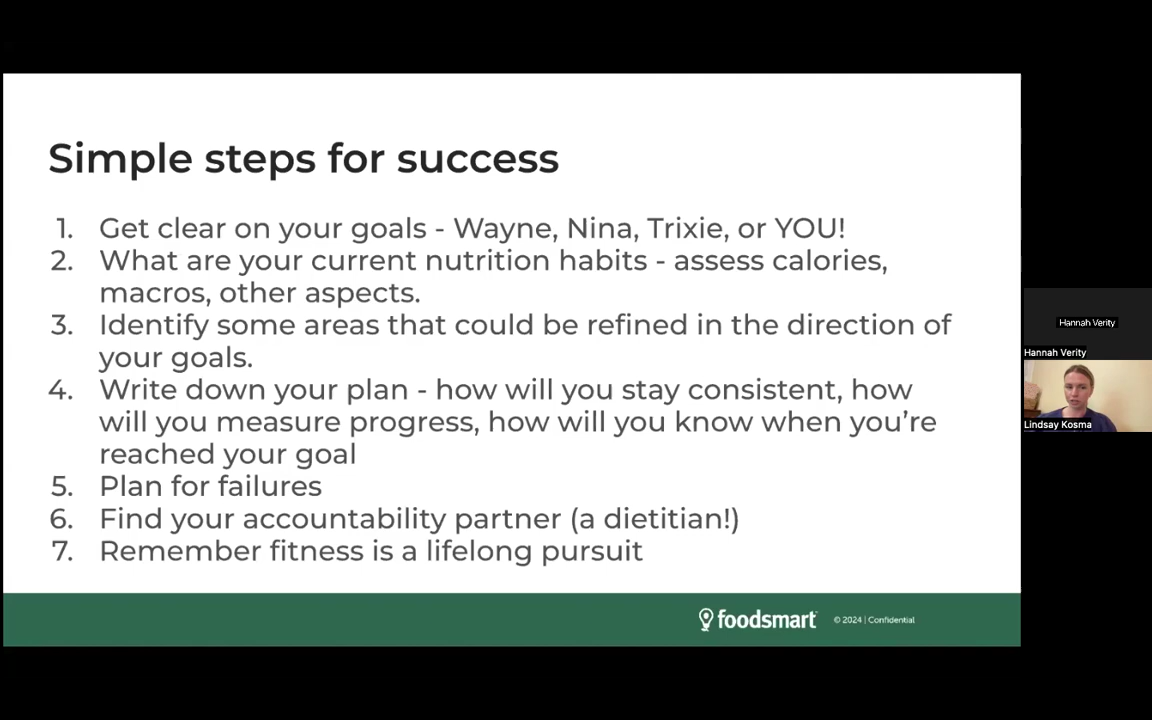 Simple steps for success
1. Get clear on your goals - Wayne, Nina, Trixie, or YOU!
2. What are your current nutrition habits - assess calories,
macros, other aspects.
3. Identify some areas that could be refined in the direction of
your goals.
4. Write down your plan - how will you stay consistent, how
will you measure progress, how will you know when you're
reached your goal
5. Plan for failures
6. Find your accountability partner (a dietitian!)
7. Remember fitness is a lifelong pursuit
foodsmart © 2024 | Confidential
Hannah Verity
Hannah Verity
Lindsay Kosma